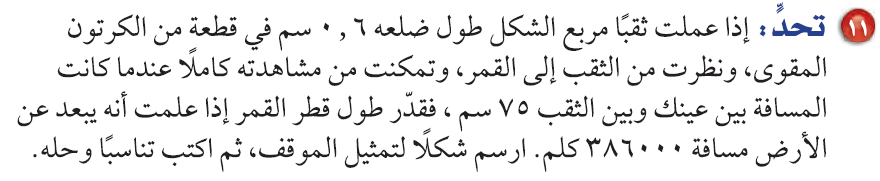 ١١ تحدٍّ: إذا عملت ثقبًا مربع الشكل طول ضلعه ٠,٦ سم في قطعة من الكرتون
المقوى، ونظرت من الثقب إلى القمر، وتمكنت من مشاهدته كاملًا عندما كانت
المسافة بين عينك وبين الثقب ٧٥ سم ، فقدّر طول قطر القمر إذا علمت أنه يبعد عن
الأرض مسافة ٣٨٦٠٠٠ كلم. ارسم شكلًا لتمثيل الموقف، ثم اكتب تناسبًا وحله.